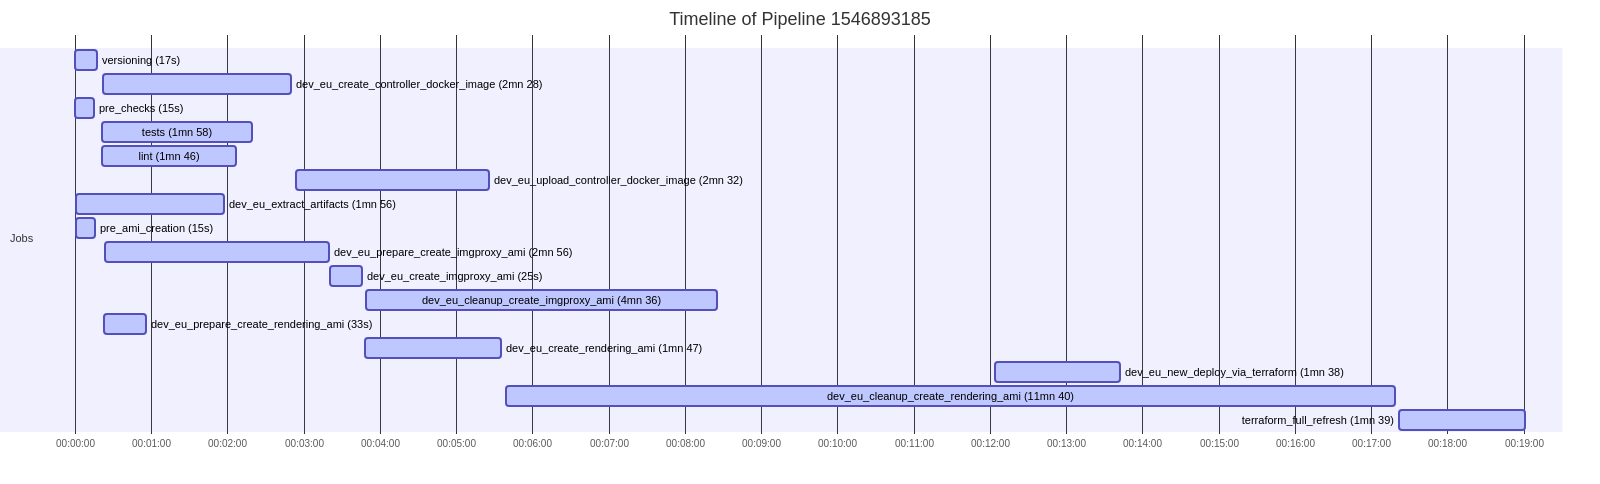 Timeline of Pipeline 1546893185
versioning (17s)
dev_eu_create_controller_docker_image (2mn 28)
pre_checks (15s)
tests (1mn 58)
lint (1mn 46)
dev_eu_upload_controller_docker_image (2mn 32)
dev_eu_extract_artifacts (1mn 56)
pre_ami_creation (15s)
Jobs
dev_eu_prepare_create_imgproxy_ami (2mn 56)
dev_eu_create_imgproxy_ami (25s)
dev_eu_cleanup_create_imgproxy_ami (4mn 36)
dev_eu_prepare_create_rendering_ami (33s)
dev_eu_create_rendering_ami (1mn 47)
dev_eu_new_deploy_via_terraform (1mn 38)
dev_eu_cleanup_create_rendering_ami (11mn 40)
terraform_full_refresh (1mn 39)
00:00:00 00:01:00 00:02:00 00:03:00 00:04:00 00:05:00 00:06:00 00:07:00 00:08:00 00:09:00 00:10:00 00:11:00 00:12:00 00:13:00 00:14:00 00:15:00 00:16:00 00:17:00 00:18:00 00:19:00